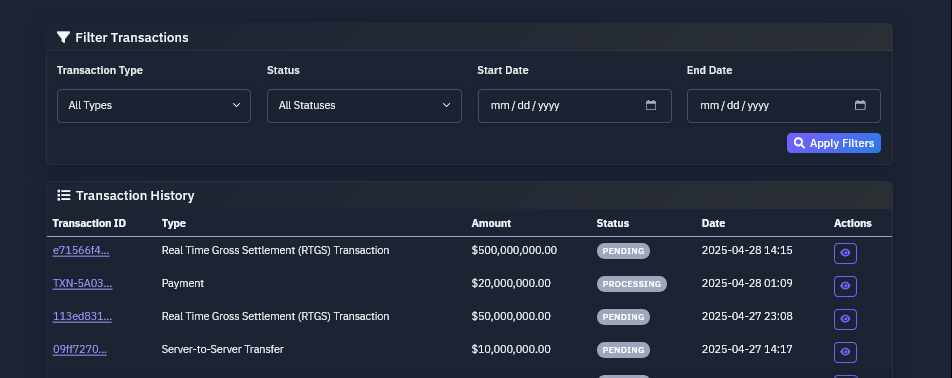 Filter Transactions
Transaction Type Status Start Date End Date
All Types All Statuses mm/dd/yyyy mm/dd/yyyy
Apply Filters
Transaction History
Transaction ID Type Amount Status Date Actions
e71566f4... Real Time Gross Settlement (RTGS) Transaction $500,000,000.00 PENDING 2025-04-28 14:15
TXN-5A03... Payment $20,000,000.00 PROCESSING 2025-04-28 01:09
113ed831... Real Time Gross Settlement (RTGS) Transaction $50,000,000.00 PENDING 2025-04-27 23:08
09ff7270... Server-to-Server Transfer $10,000,000.00 PENDING 2025-04-27 14:17